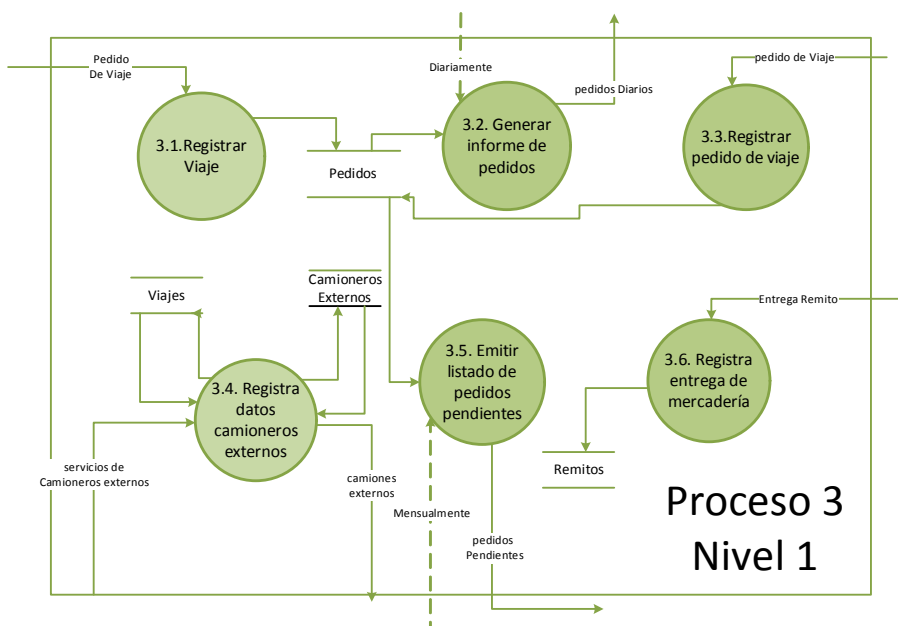 Pedido
De Viaje
Diariamente
pedidos Diarios
pedido de Viaje
3.1.Registrar
Viaje
3.2. Generar
informe de
pedidos
3.3.Registrar
pedido de viaje
Pedidos
Viajes
Camioneros
Externos
Entrega Remito
3.4. Registra
datos
camioneros
externos
3.5. Emitir
listado de
pedidos
pendientes
3.6. Registra
entrega de
mercadería
servicios de
Camioneros externos
camiones
externos
Mensualmente
pedidos
Pendientes
Remitos
Proceso 3
Nivel 1